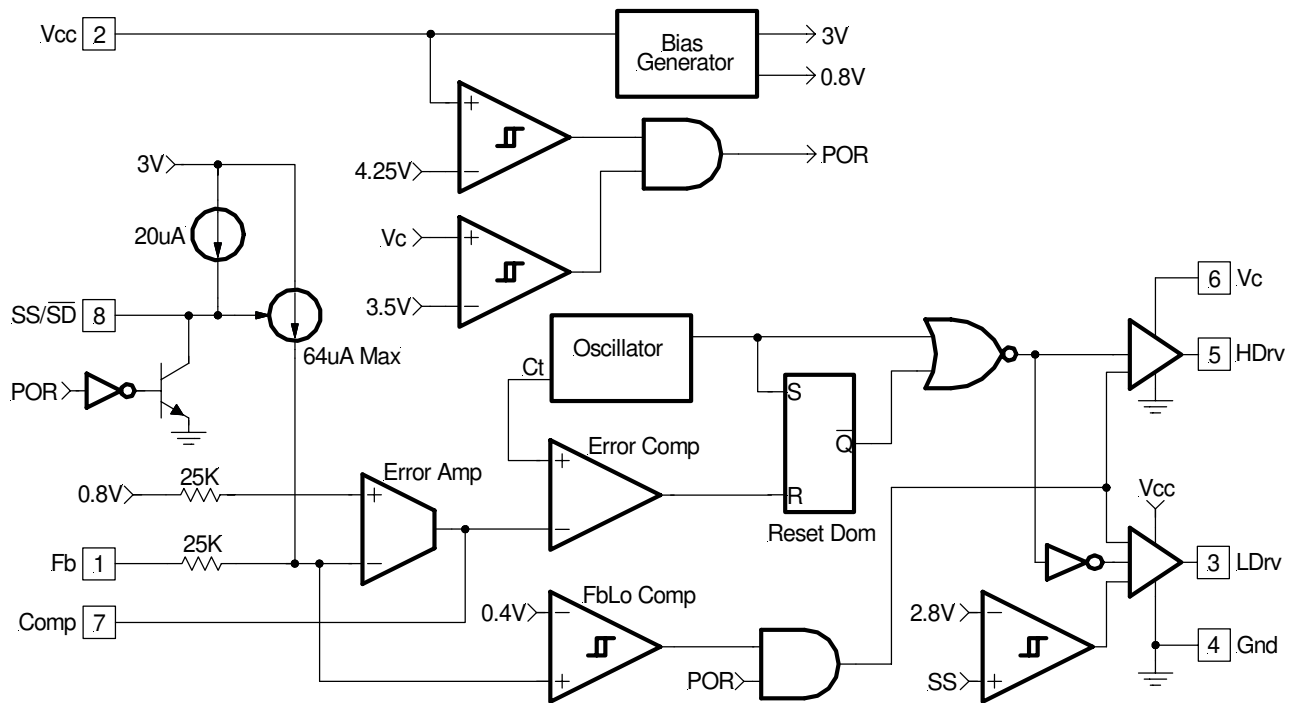 Vcc 2
Bias
Generator
3V
0.8V
+
4.25V
−
POR
3V
20uA
Vc
+
3.5V
−
SS/SD 8
64uA Max
POR
Oscillator
Ct
6 Vc
5 HDrv
S
Q
R
Reset Dom
Error Comp
+
−
Error Amp
0.8V
25K
+
Fb 1
25K
−
Comp 7
Vcc
3 LDrv
FbLo Comp
0.4V
−
+
POR
2.8V
−
SS
+
4 Gnd